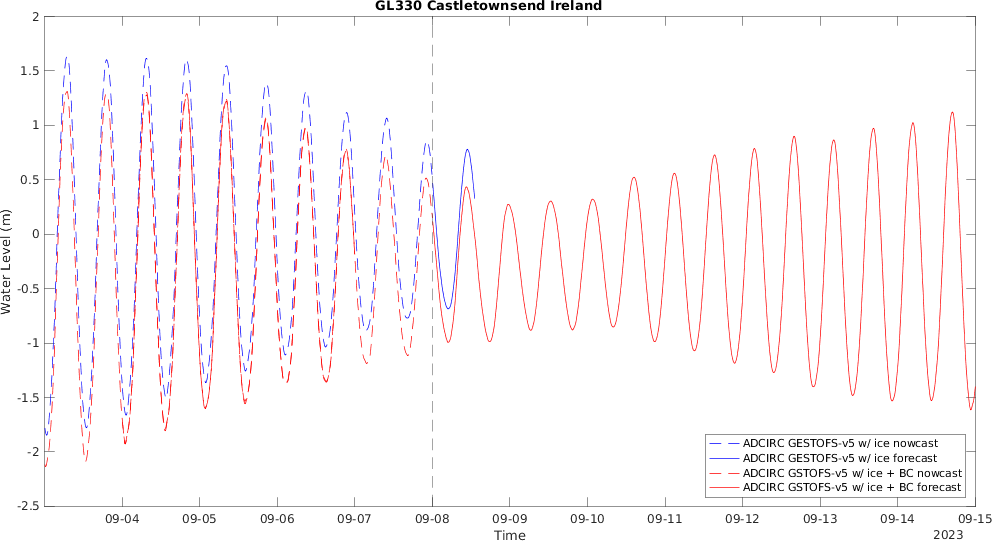 GL330 Castletownsend Ireland
2
1.5
1
0.5
0
-0.5
-1
-1.5
-2
-2.5
Water Level (m)
ADCIRC GESTOFS-v5 w/ ice nowcast
ADCIRC GESTOFS-v5 w/ ice forecast
ADCIRC GSTOFS-v5 w/ ice + BC nowcast
ADCIRC GSTOFS-v5 w/ ice + BC forecast
09-04 09-05 09-06 09-07 09-08 09-09 09-10 09-11 09-12 09-13 09-14 09-15
Time
2023